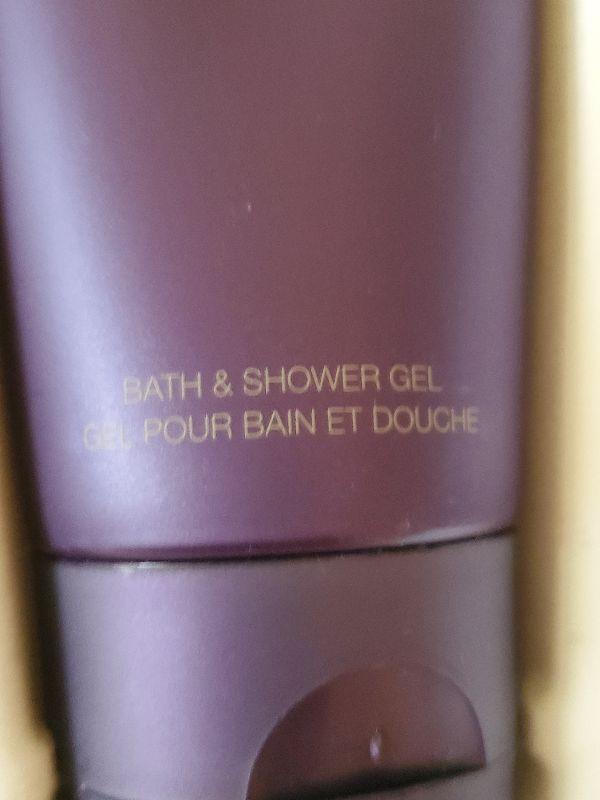 BATH & SHOWER GEL
GEL POUR BAIN ET DOUCHE